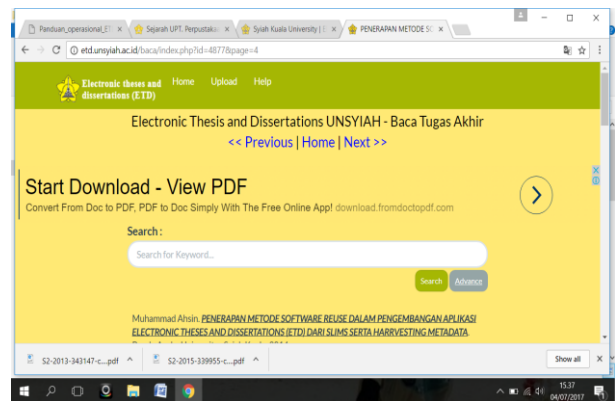 Panduan_operasional_ET
Sejarah UPT. Perpustaka
Syiah Kuala University | E
PENERAPAN METODE SO
etd.unsyiah.ac.id/baca/index.php?id=4877&page=4
Electronic theses and
dissertations (ETD)
Home Upload Help
Electronic Thesis and Dissertations UNSYIAH - Baca Tugas Akhir
<< Previous | Home | Next >>
Start Download - View PDF
Convert From Doc to PDF, PDF to Doc Simply With The Free Online App! download.fromdoctopdf.com
Search :
Search for Keyword...
Search Advance
Muhammad Ahsin. PENERAPAN METODE SOFTWARE REUSE DALAM PENGEMBANGAN APLIKASI
ELECTRONIC THESES AND DISSERTATIONS (ETD) DARI SLIMS SERTA HARRVESTING METADATA.
S2-2013-343147-c....pdf
S2-2015-339955-c....pdf
Show all
15.37
04/07/2017